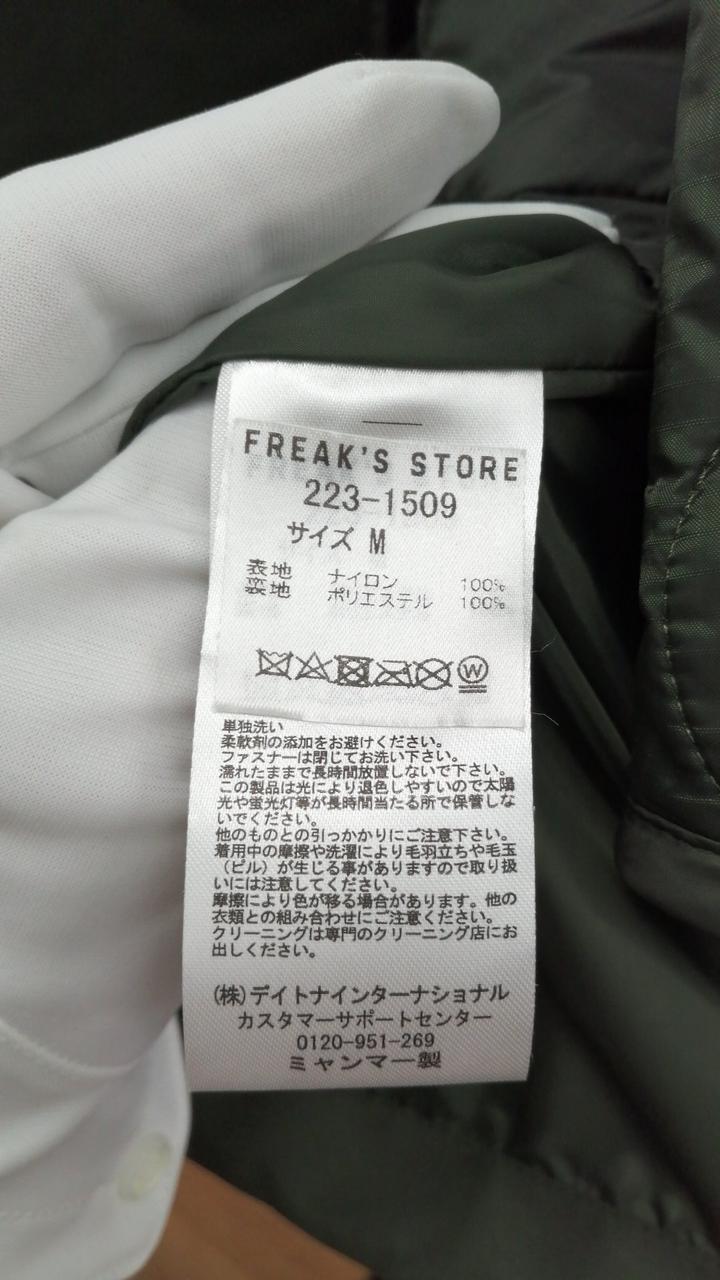 FREAK'S STORE
223-1509
サイズ M
表地 ナイロン 100%
裏地 ポリエステル 100%
W
単独洗い
柔軟剤の添加をお避けください。
ファスナーは閉じてお洗い下さい。
濡れたままで長時間放置しないで下さい。
この製品は光により退色しやすいので太陽
光や蛍光灯等が長時間当たる所で保管しな
いでください。
他のものとの引っかかりにご注意下さい。
着用中の摩擦や洗濯により毛羽立ちや毛玉
（ピル）が生じる事がありますので取り扱
いには注意してください。
摩擦により色が移る場合があります。他の
衣類との組み合わせにご注意ください。
クリーニングは専門のクリーニング店にお
出しください。
(株)デイトナインターナショナル
カスタマーサポートセンター
0120-951-269
ミャンマー製